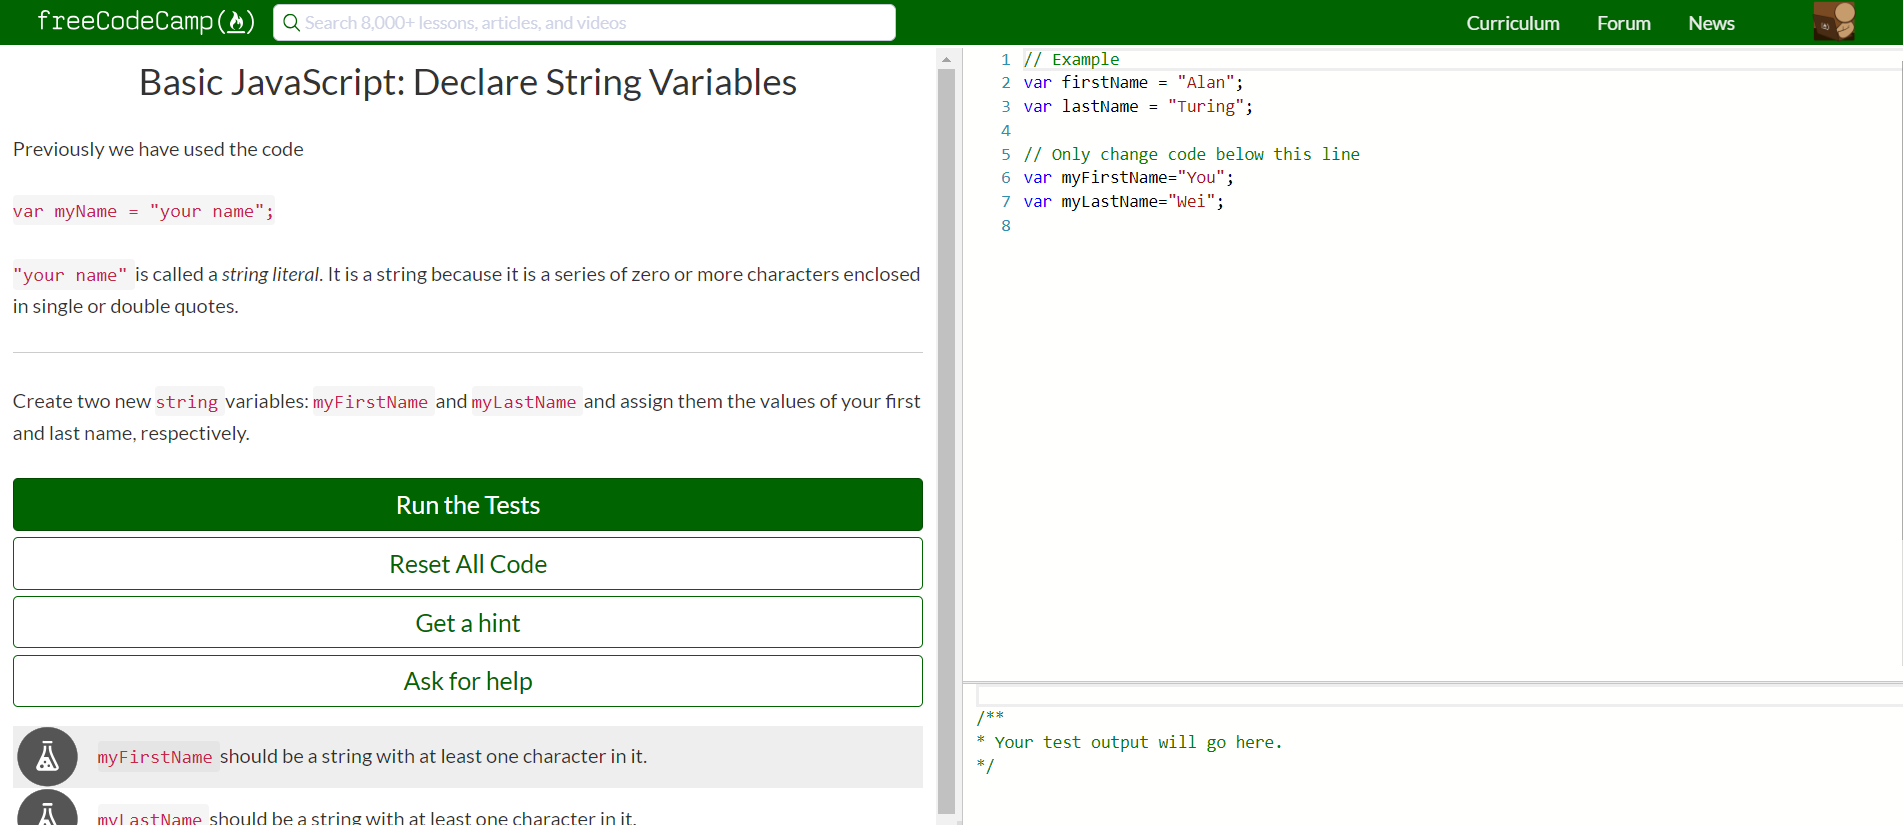 freeCodeCamp
Search 8,000+ lessons, articles, and videos
Curriculum Forum News
Basic JavaScript: Declare String Variables
Previously we have used the code
var myName = "your name";
"your name" is called a string literal. It is a string because it is a series of zero or more characters enclosed
in single or double quotes.
Create two new string variables: myFirstName and myLastName and assign them the values of your first
and last name, respectively.
Run the Tests
Reset All Code
Get a hint
Ask for help
myFirstName should be a string with at least one character in it.
myLastName should be a string with at least one character in it.
1 // Example
2 var firstName = "Alan";
3 var lastName = "Turing";
4
5 // Only change code below this line
6 var myFirstName="You";
7 var myLastName="Wei";
8
/**
* Your test output will go here.
*/